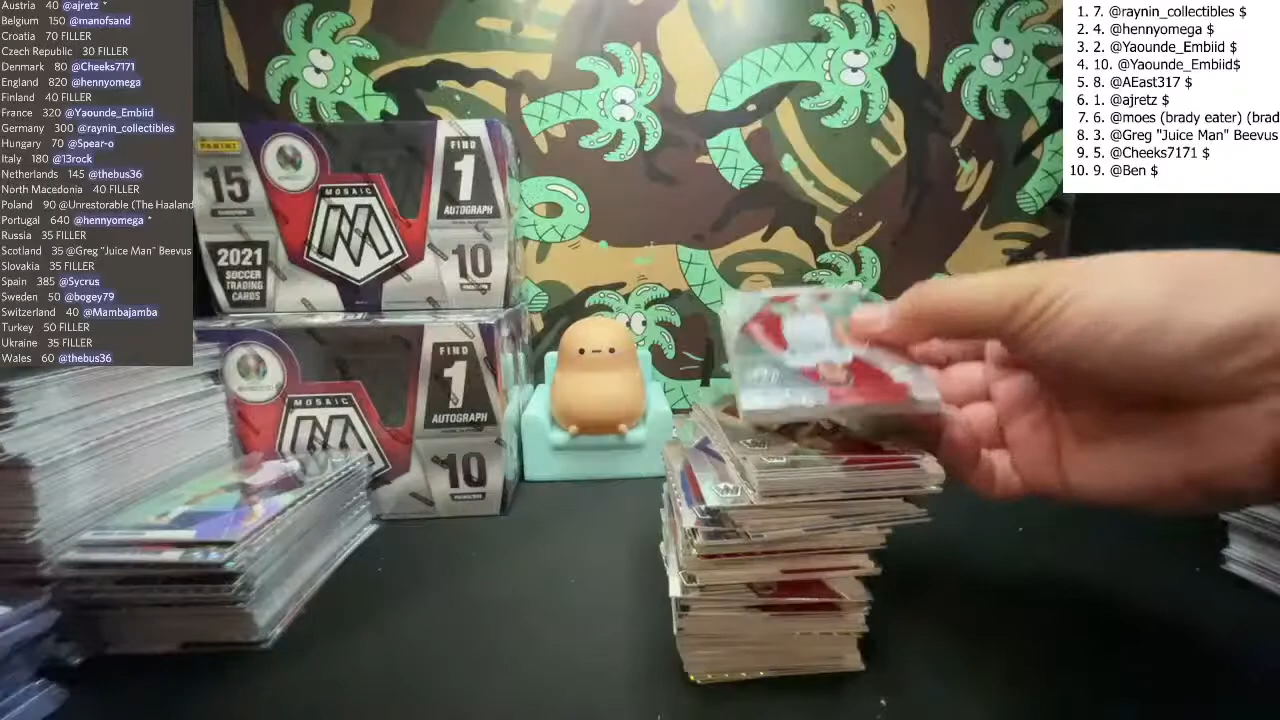 Austria 40 @ajretz *
Belgium 150 @manofsand
Croatia 70 FILLER
Czech Republic 30 FILLER
Denmark 80 @Cheeks7171
England 820 @hennyomega
Finland 40 FILLER
France 320 @Yaounde_Embiid
Germany 300 @raynin_collectibles
Hungary 70 @Spear-o
Italy 180 @13rock
Netherlands 145 @thebus36
North Macedonia 40 FILLER
Poland 90 @Unrestorable (The Haaland
Portugal 640 @hennyomega *
Russia 35 FILLER
Scotland 35 @Greg "Juice Man" Beevus
Slovakia 35 FILLER
Spain 385 @Sycrus
Sweden 50 @bogey79
Switzerland 40 @Mambajamba
Turkey 50 FILLER
Ukraine 35 FILLER
Wales 60 @thebus36
1. 7. @raynin_collectibles $
2. 4. @hennyomega $
3. 2. @Yaounde_Embiid $
4. 10. @Yaounde_Embiid$
5. 8. @AEast317 $
6. 1. @ajretz $
7. 6. @moes (brady eater) (brad
8. 3. @Greg "Juice Man" Beevus
9. 5. @Cheeks7171 $
10. 9. @Ben $
PANINI
15
MOSAIC
2021
SOCCER
TRADING
CARDS
FIND
1
AUTOGRAPH
10
MOSAIC
FIND
1
AUTOGRAPH
10